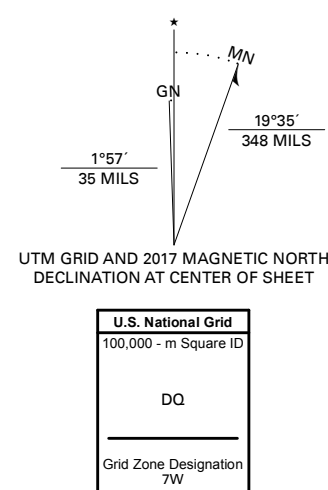 ★
MN
GN
19°35´
348 MILS
1°57´
35 MILS
UTM GRID AND 2017 MAGNETIC NORTH
DECLINATION AT CENTER OF SHEET
U.S. National Grid
100,000 - m Square ID
DQ
Grid Zone Designation
7W